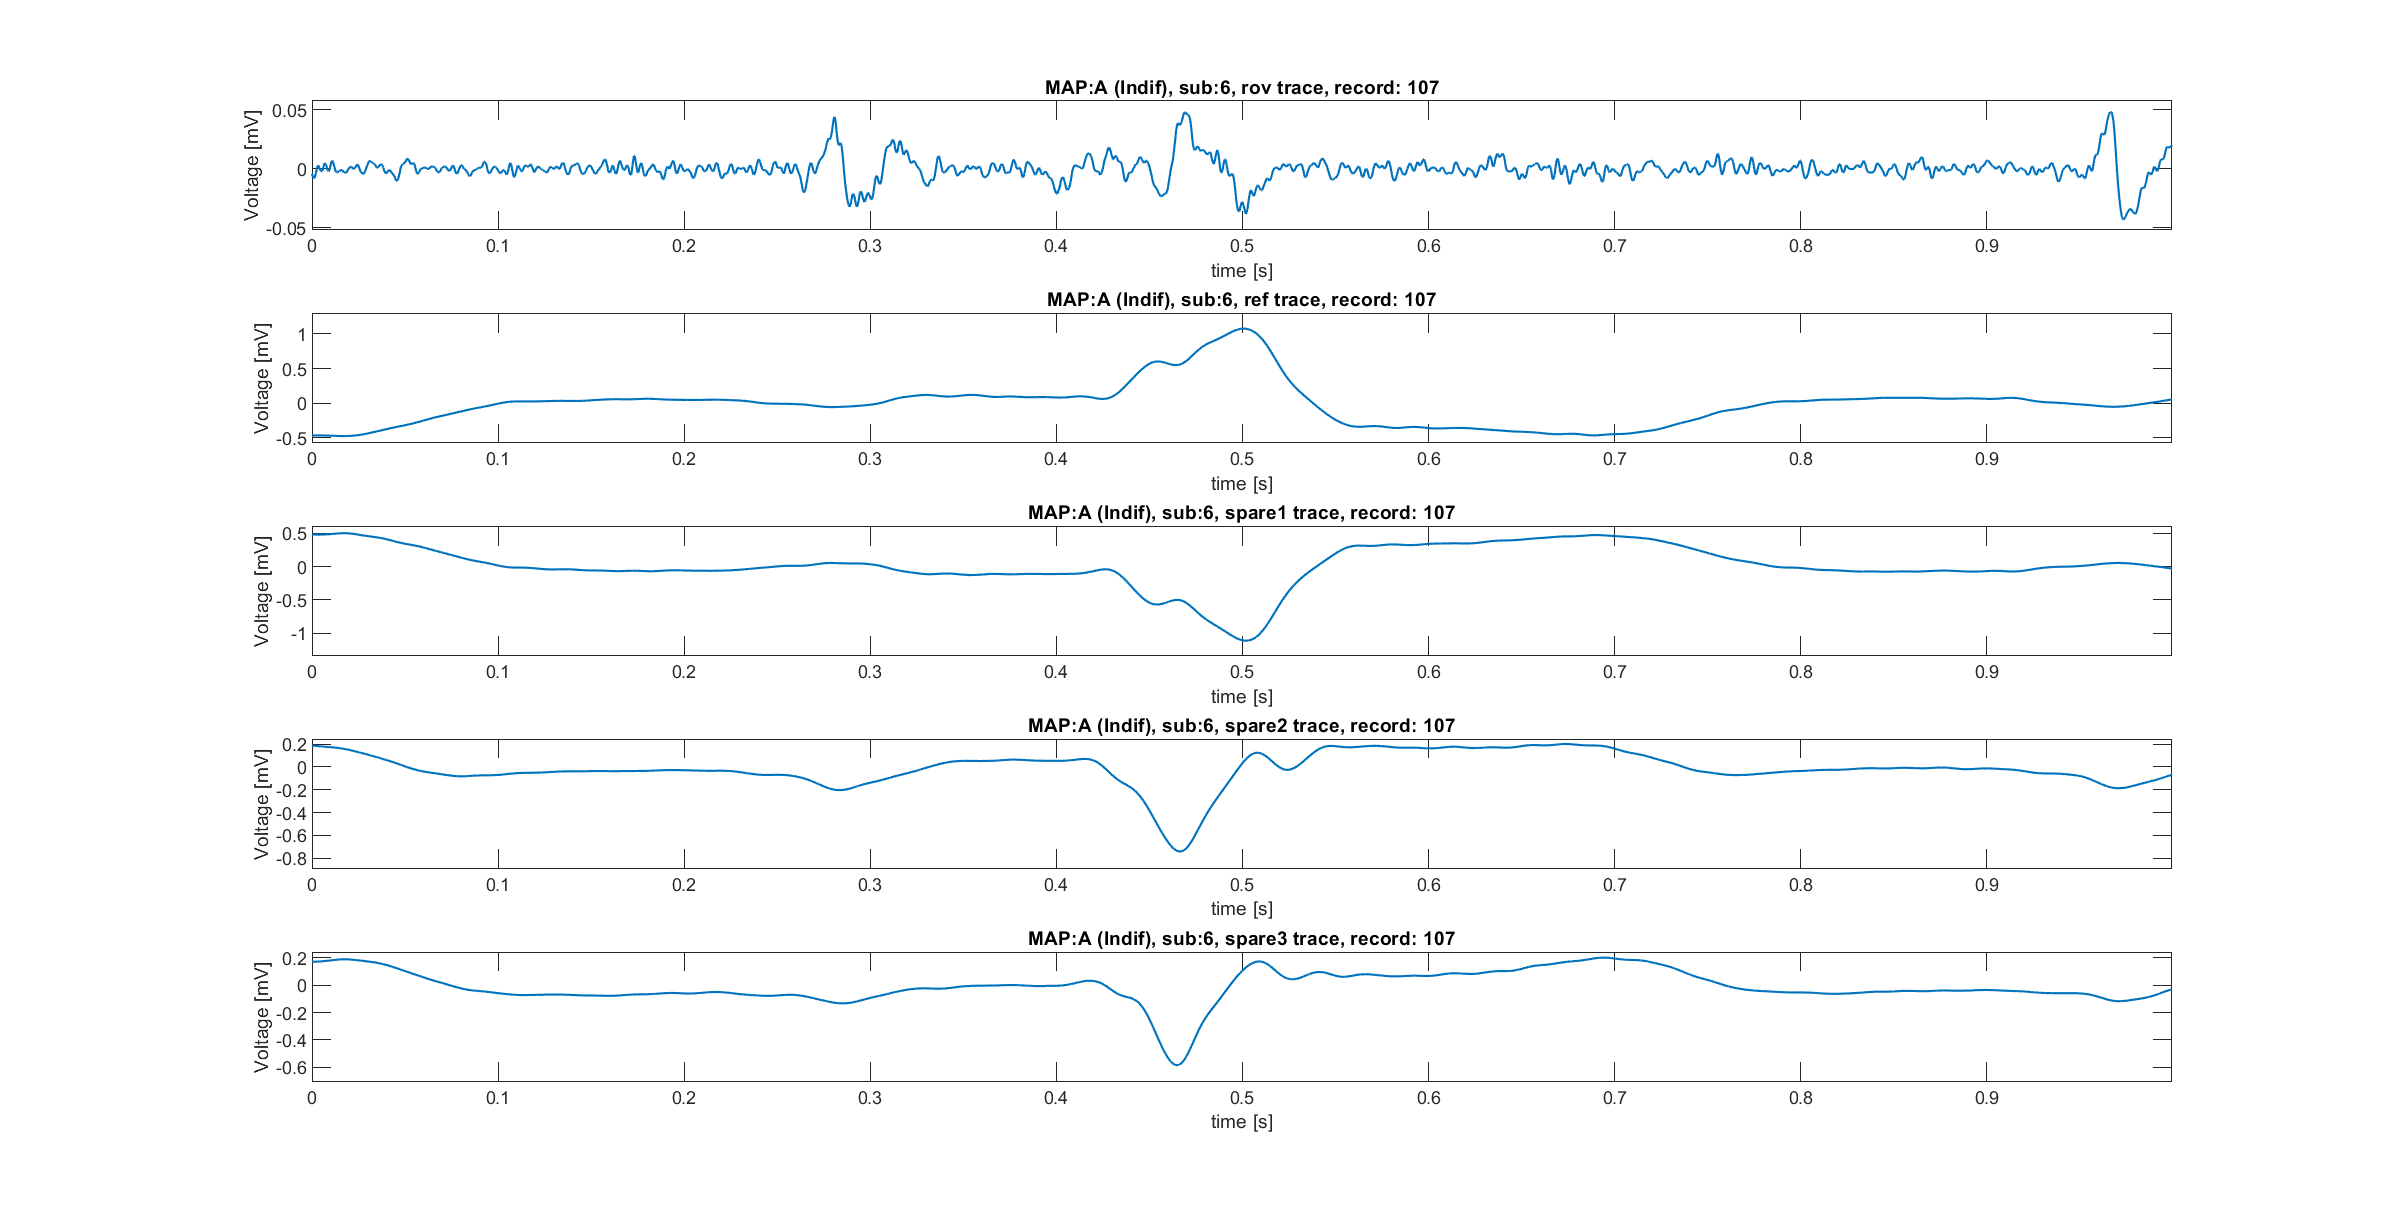 MAP:A (Indif), sub:6, rov trace, record: 107
Voltage [mV]
0.05
0
-0.05
0 0.1 0.2 0.3 0.4 0.5 0.6 0.7 0.8 0.9
time [s]
MAP:A (Indif), sub:6, ref trace, record: 107
Voltage [mV]
1
0.5
0
-0.5
0 0.1 0.2 0.3 0.4 0.5 0.6 0.7 0.8 0.9
time [s]
MAP:A (Indif), sub:6, spare1 trace, record: 107
Voltage [mV]
0.5
0
-0.5
-1
0 0.1 0.2 0.3 0.4 0.5 0.6 0.7 0.8 0.9
time [s]
MAP:A (Indif), sub:6, spare2 trace, record: 107
Voltage [mV]
0.2
0
-0.2
-0.4
-0.6
-0.8
0 0.1 0.2 0.3 0.4 0.5 0.6 0.7 0.8 0.9
time [s]
MAP:A (Indif), sub:6, spare3 trace, record: 107
Voltage [mV]
0.2
0
-0.2
-0.4
-0.6
0 0.1 0.2 0.3 0.4 0.5 0.6 0.7 0.8 0.9
time [s]